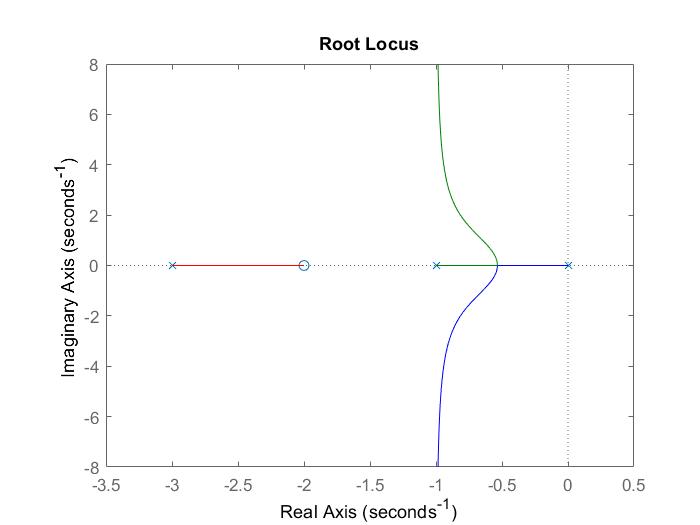 Root Locus
8
6
4
2
0
-2
-4
-6
-8
Imaginary Axis (seconds⁻¹)
-3.5 -3 -2.5 -2 -1.5 -1 -0.5 0 0.5
Real Axis (seconds⁻¹)